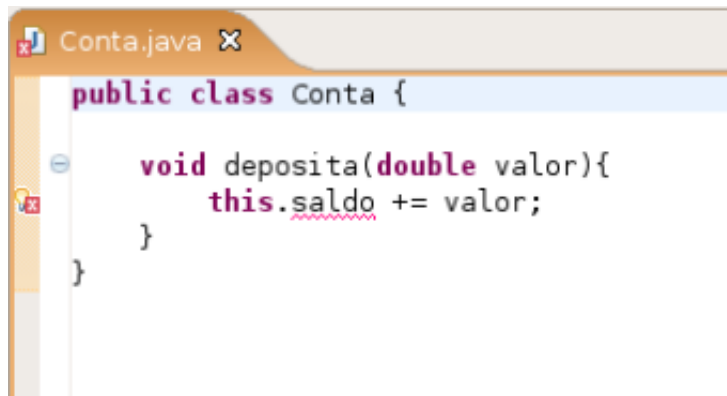 Conta.java
public class Conta {
void deposita(double valor){
this.saldo += valor;
}
}